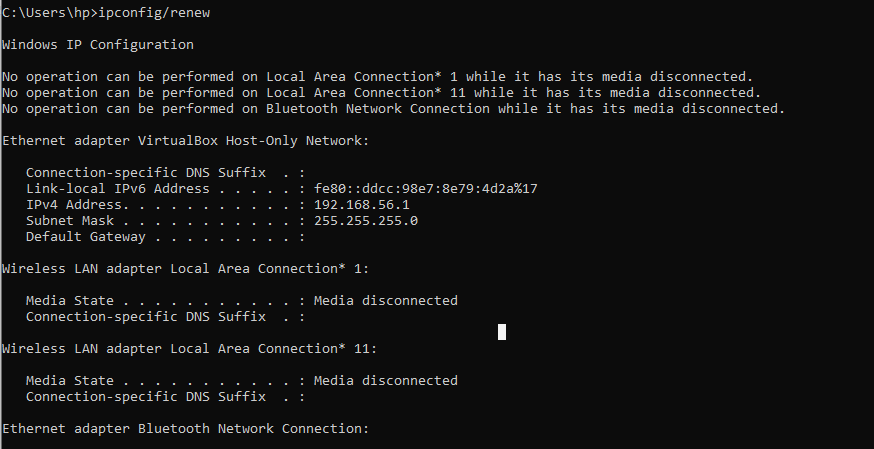 C:\Users\hp>ipconfig/renew
Windows IP Configuration
No operation can be performed on Local Area Connection* 1 while it has its media disconnected.
No operation can be performed on Local Area Connection* 11 while it has its media disconnected.
No operation can be performed on Bluetooth Network Connection while it has its media disconnected.
Ethernet adapter VirtualBox Host-Only Network:
Connection-specific DNS Suffix  . :
Link-local IPv6 Address . . . . . : fe80::ddcc:98e7:8e79:4d2a%17
IPv4 Address. . . . . . . . . . . : 192.168.56.1
Subnet Mask . . . . . . . . . . . : 255.255.255.0
Default Gateway . . . . . . . . . :
Wireless LAN adapter Local Area Connection* 1:
Media State . . . . . . . . . . . : Media disconnected
Connection-specific DNS Suffix  . :
Wireless LAN adapter Local Area Connection* 11:
Media State . . . . . . . . . . . : Media disconnected
Connection-specific DNS Suffix  . :
Ethernet adapter Bluetooth Network Connection: